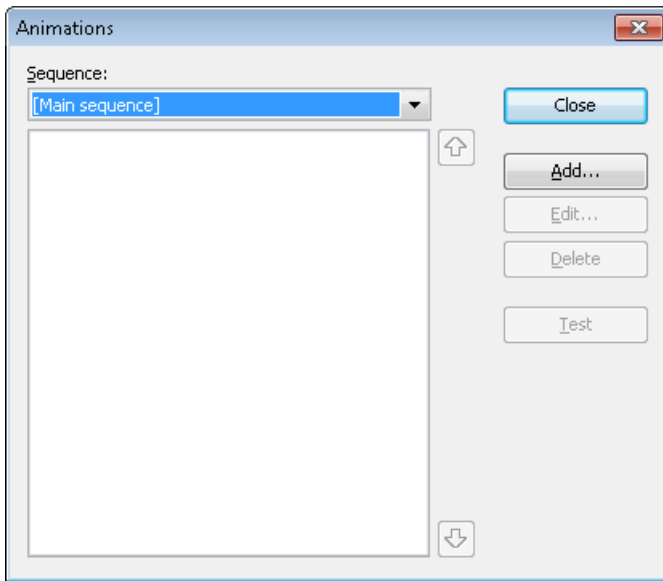 Animations
Sequence:
[Main sequence]
Close
Add...
Edit...
Delete
Test